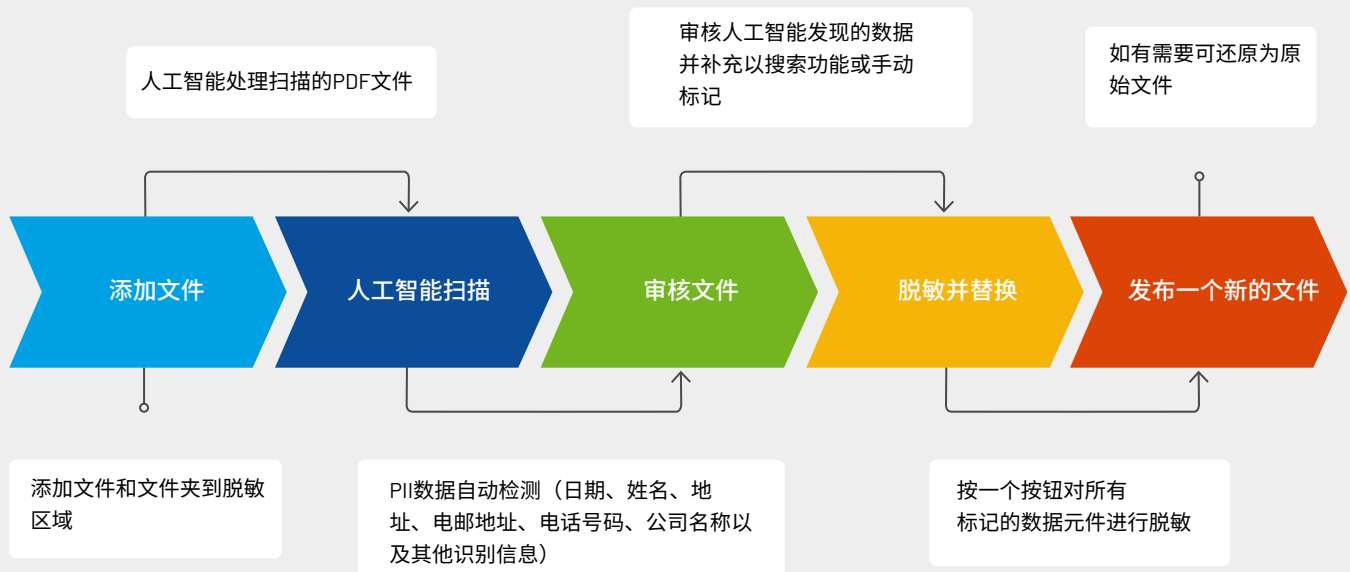 人工智能处理扫描的PDF文件
审核人工智能发现的数据
并补充以搜索功能或手动
标记
如有需要可还原为原
始文件
添加文件
人工智能扫描
审核文件
脱敏并替换
发布一个新的文件
添加文件和文件夹到脱敏
区域
PII数据自动检测（日期、姓名、地
址、电邮地址、电话号码、公司名称以
及其他识别信息）
按一个按钮对所有
标记的数据元件进行脱敏